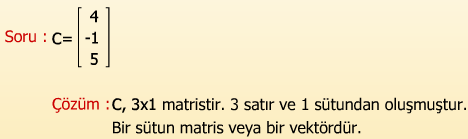 Soru : C= [ 4
-1
5 ]
Çözüm : C, 3x1 matristir. 3 satır ve 1 sütundan oluşmuştur.
Bir sütun matris veya bir vektördür.